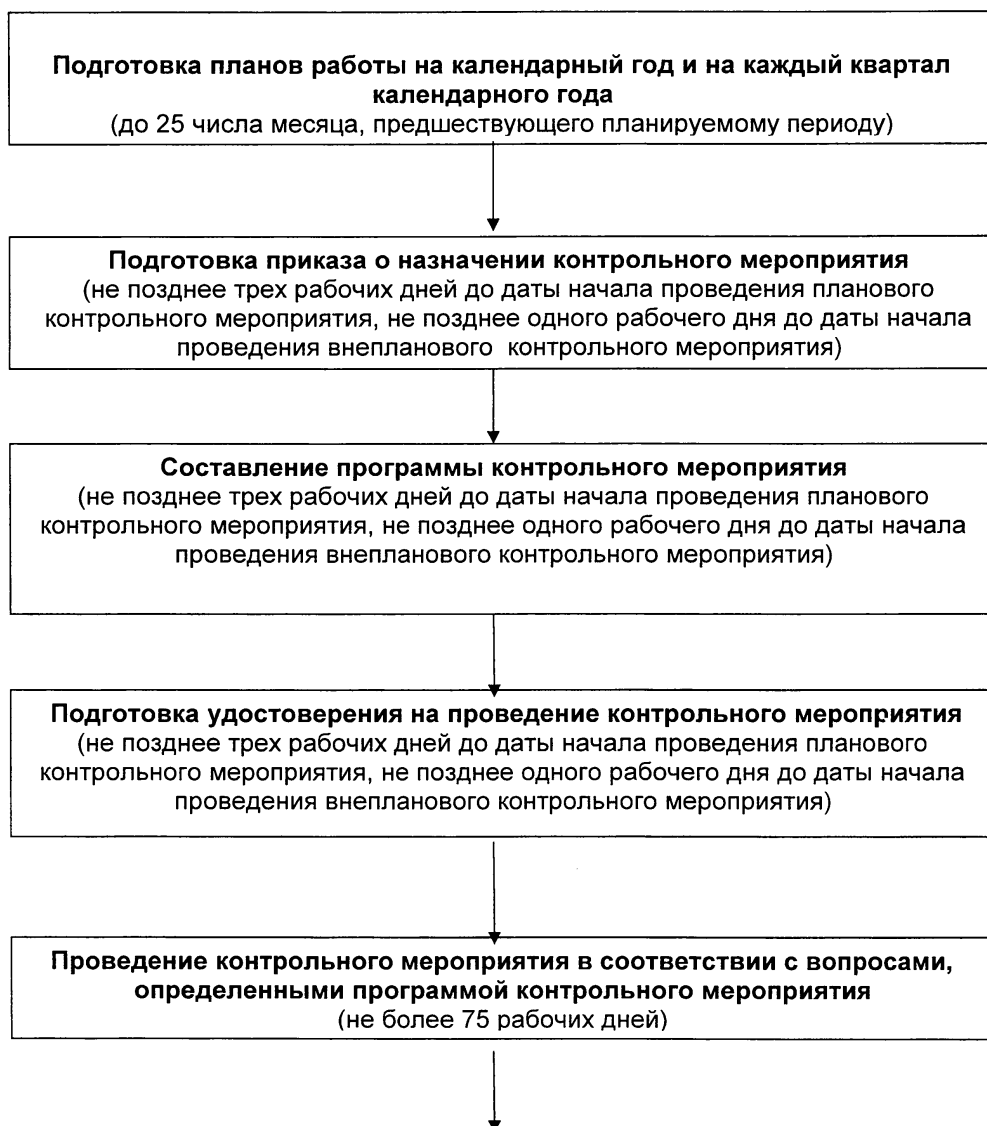 Подготовка планов работы на календарный год и на каждый квартал
календарного года
(до 25 числа месяца, предшествующего планируемому периоду)
Подготовка приказа о назначении контрольного мероприятия
(не позднее трех рабочих дней до даты начала проведения планового
контрольного мероприятия, не позднее одного рабочего дня до даты начала
проведения внепланового контрольного мероприятия)
Составление программы контрольного мероприятия
(не позднее трех рабочих дней до даты начала проведения планового
контрольного мероприятия, не позднее одного рабочего дня до даты начала
проведения внепланового контрольного мероприятия)
Подготовка удостоверения на проведение контрольного мероприятия
(не позднее трех рабочих дней до даты начала проведения планового
контрольного мероприятия, не позднее одного рабочего дня до даты начала
проведения внепланового контрольного мероприятия)
Проведение контрольного мероприятия в соответствии с вопросами,
определенными программой контрольного мероприятия
(не более 75 рабочих дней)